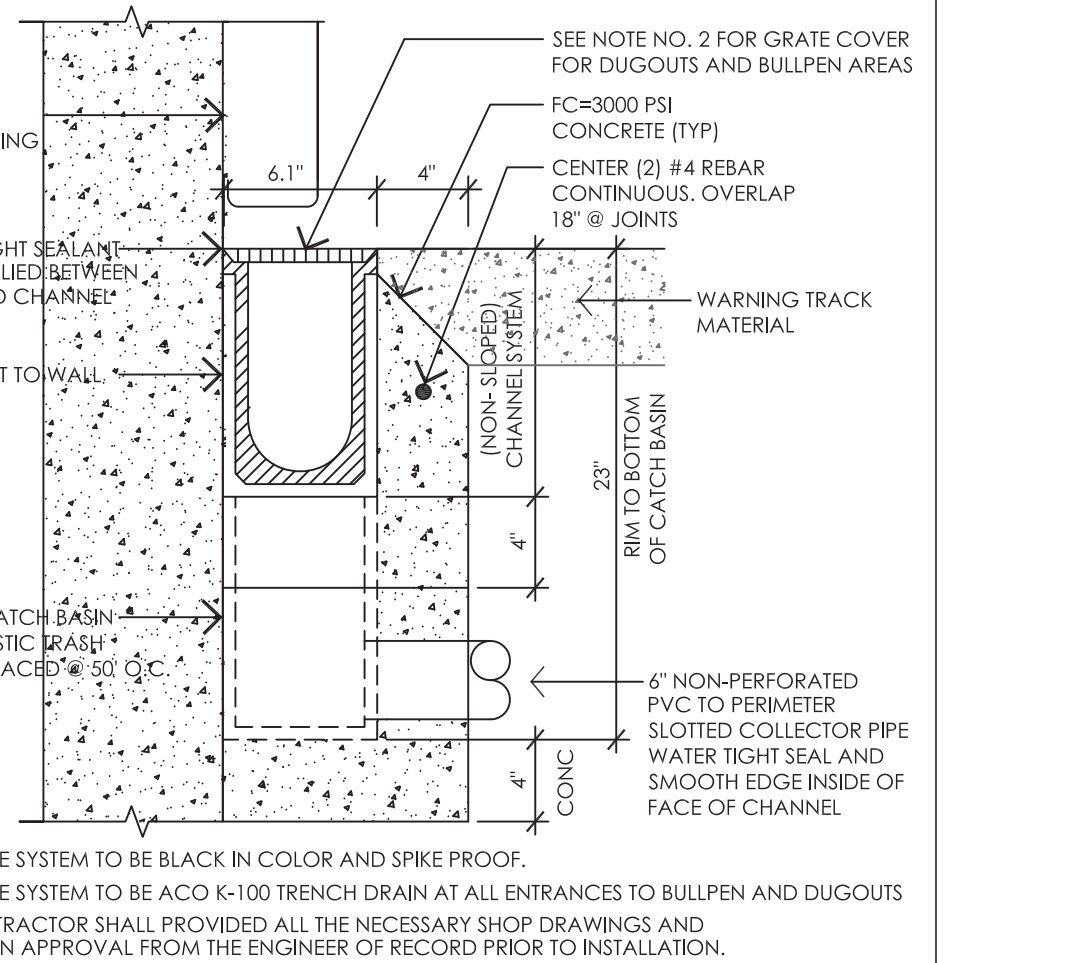 SEE NOTE NO. 2 FOR GRATE COVER
FOR DUGOUTS AND BULLPEN AREAS
FC=3000 PSI
CONCRETE (TYP)
CENTER (2) #4 REBAR
CONTINUOUS. OVERLAP
18" @ JOINTS
ING
6.1"
4"
GHT SEALANT
LIED BETWEEN
D CHANNEL
WARNING TRACK
MATERIAL
(NON- SLOPED)
CHANNEL SYSTEM
T TO WALL
23"
RIM TO BOTTOM
OF CATCH BASIN
4"
ATCH BASIN
STIC TRASH
ACED @ 50' O.C.
6" NON-PERFORATED
PVC TO PERIMETER
SLOTTED COLLECTOR PIPE
WATER TIGHT SEAL AND
SMOOTH EDGE INSIDE OF
FACE OF CHANNEL
4"
CONC
E SYSTEM TO BE BLACK IN COLOR AND SPIKE PROOF.
E SYSTEM TO BE ACO K-100 TRENCH DRAIN AT ALL ENTRANCES TO BULLPEN AND DUGOUTS
TRACTOR SHALL PROVIDED ALL THE NECESSARY SHOP DRAWINGS AND
N APPROVAL FROM THE ENGINEER OF RECORD PRIOR TO INSTALLATION.